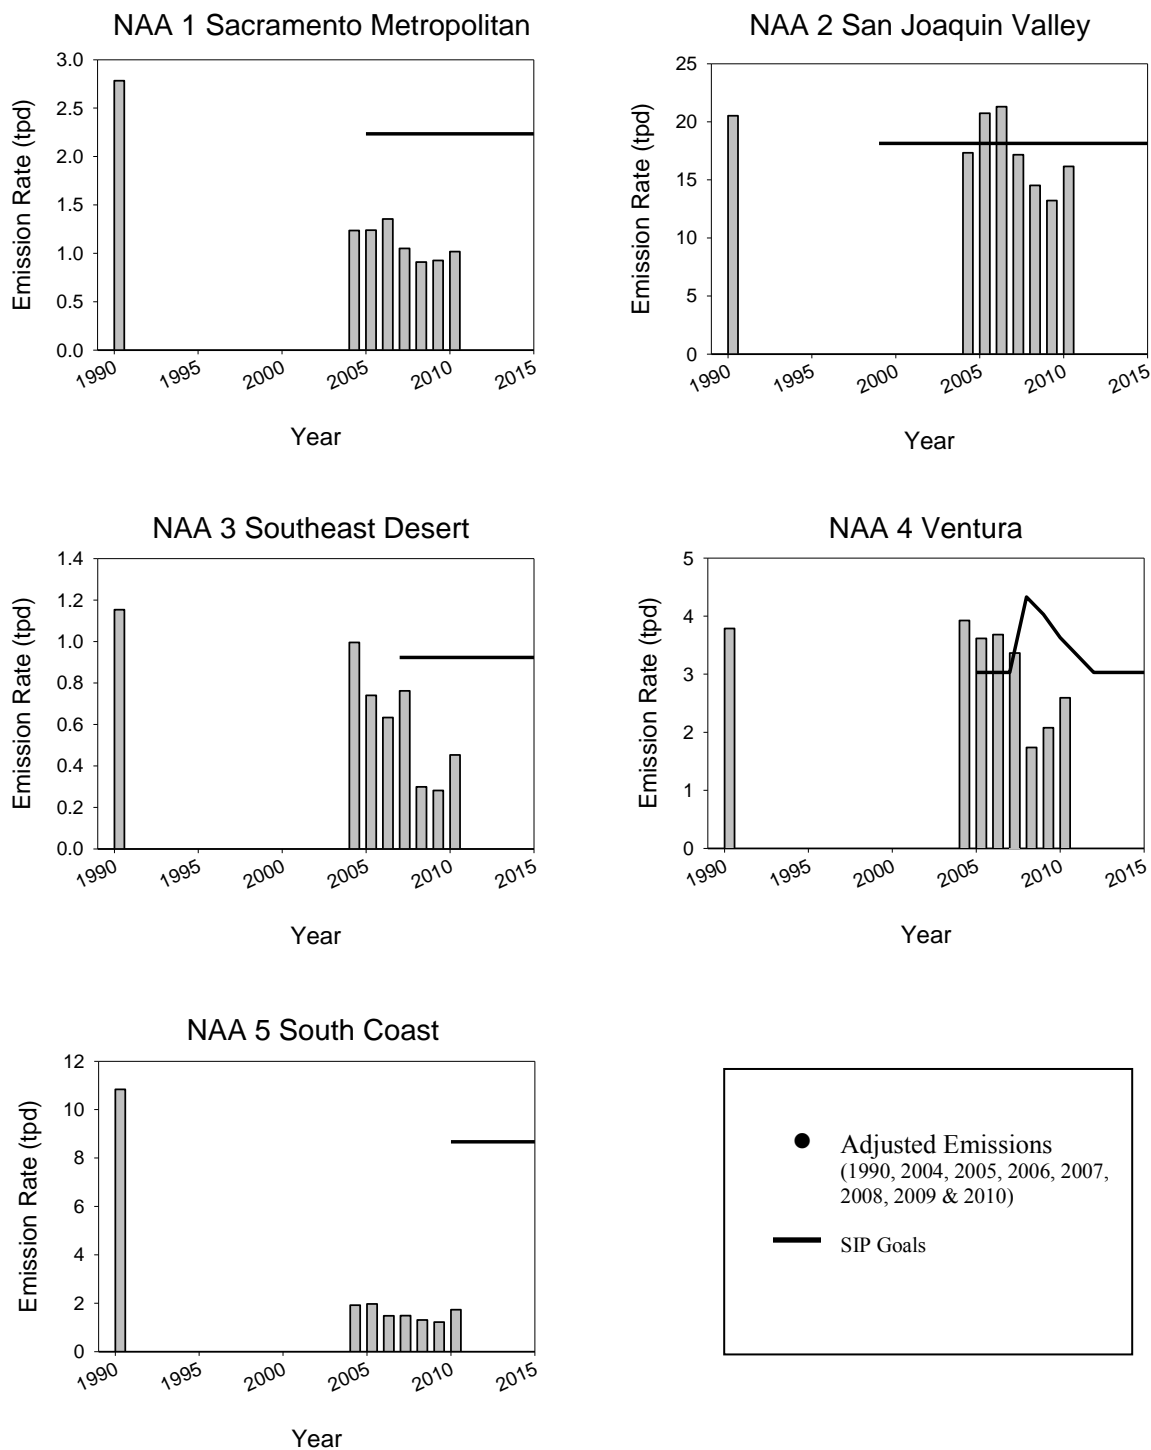 NAA 1 Sacramento Metropolitan
Emission Rate (tpd)
3.0
2.5
2.0
1.5
1.0
0.5
0.0
1990 1995 2000 2005 2010 2015
Year
NAA 2 San Joaquin Valley
Emission Rate (tpd)
25
20
15
10
5
0
1990 1995 2000 2005 2010 2015
Year
NAA 3 Southeast Desert
Emission Rate (tpd)
1.4
1.2
1.0
0.8
0.6
0.4
0.2
0.0
1990 1995 2000 2005 2010 2015
Year
NAA 4 Ventura
Emission Rate (tpd)
5
4
3
2
1
0
1990 1995 2000 2005 2010 2015
Year
NAA 5 South Coast
Emission Rate (tpd)
12
10
8
6
4
2
0
1990 1995 2000 2005 2010 2015
Year
Adjusted Emissions
(1990, 2004, 2005, 2006, 2007,
2008, 2009 & 2010)
SIP Goals